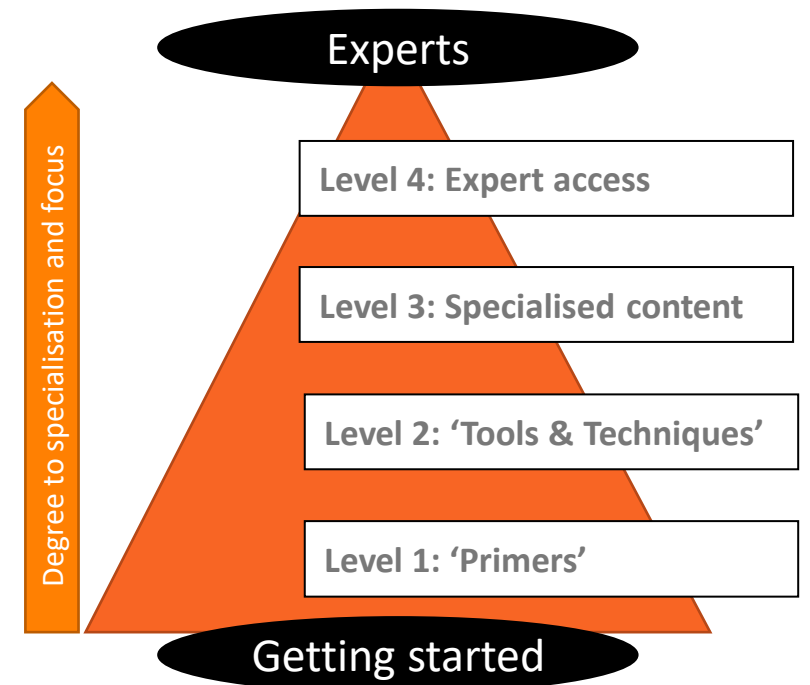 Experts
Degree to specialisation and focus
Level 4: Expert access
Level 3: Specialised content
Level 2: ‘Tools & Techniques’
Level 1: ‘Primers’
Getting started